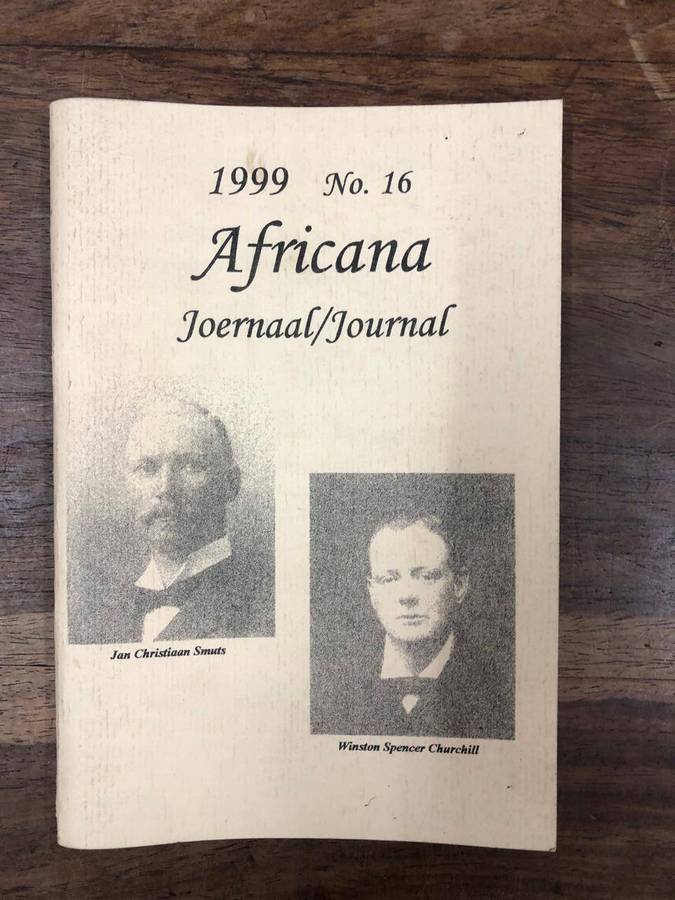 1999 No. 16
Africana
Joernaal/Journal
Jan Christiaan Smuts
Winston Spencer Churchill